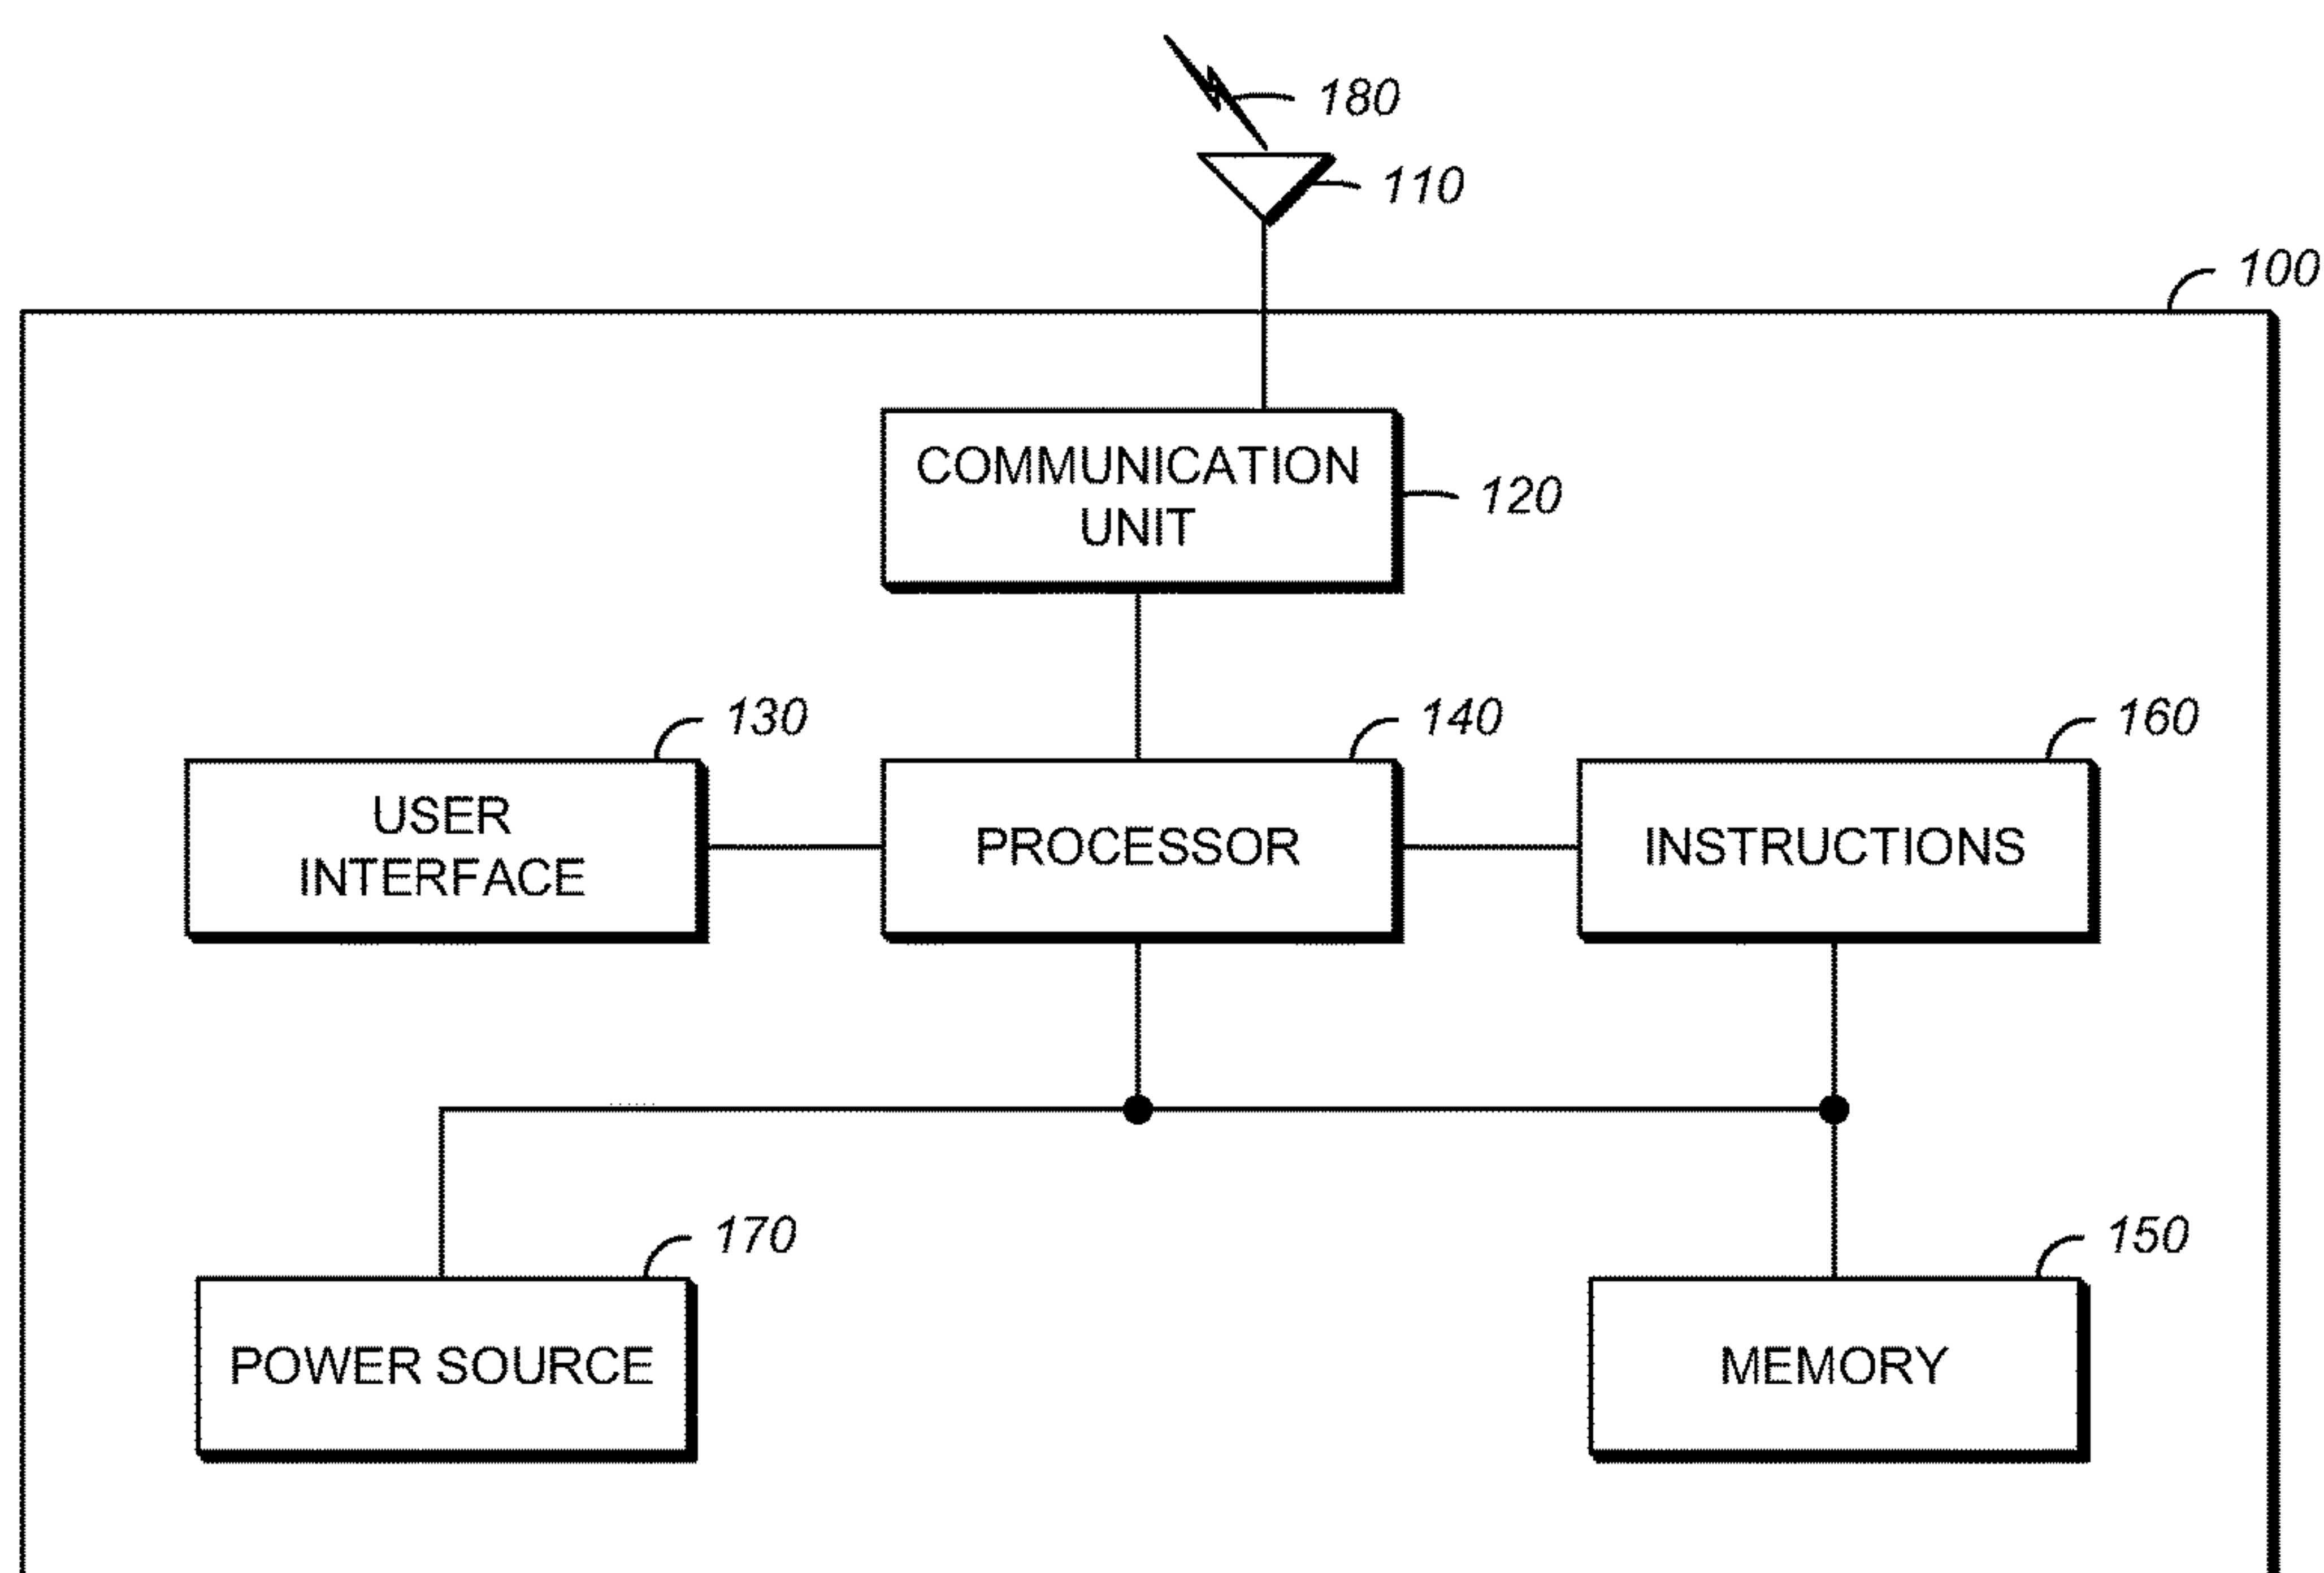 180
110
100
COMMUNICATION
UNIT
120
130
140
160
USER
INTERFACE
PROCESSOR
INSTRUCTIONS
170
150
POWER SOURCE
MEMORY